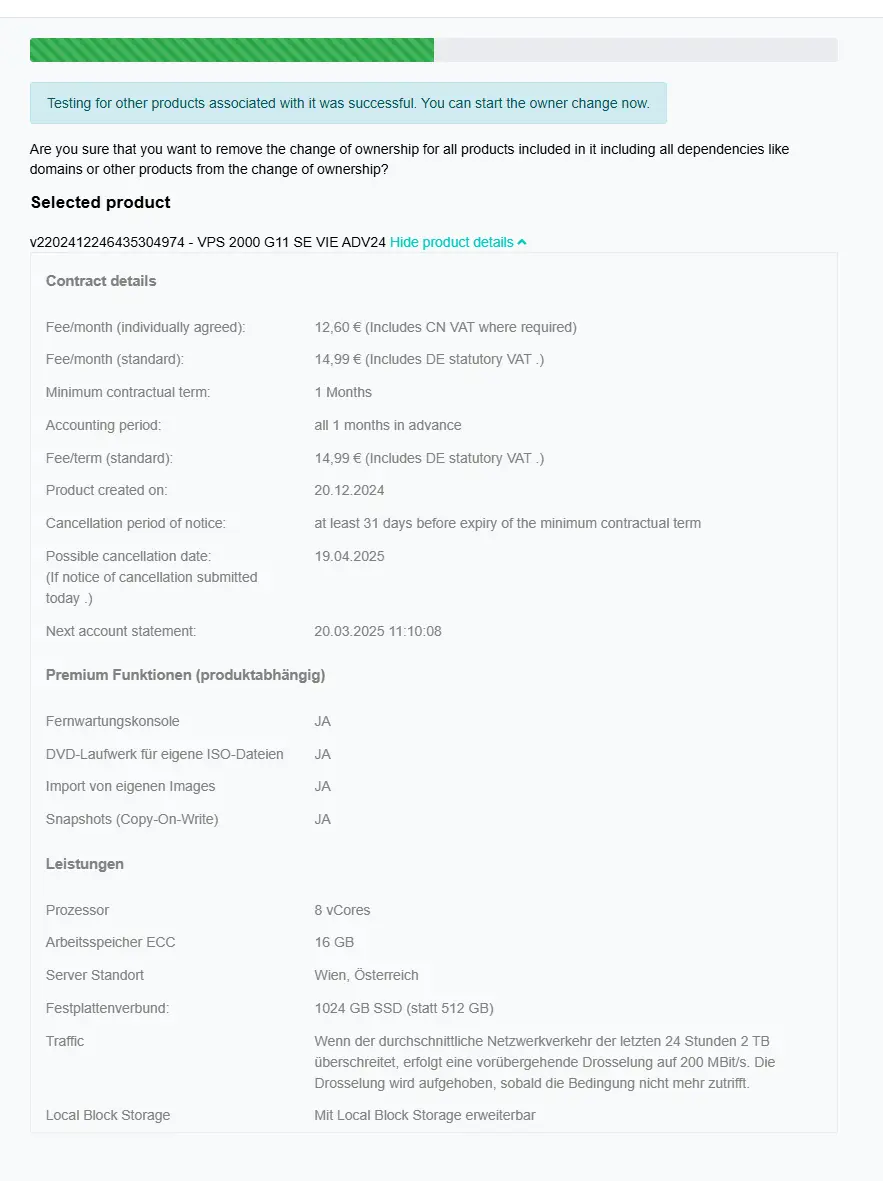 Testing for other products associated with it was successful. You can start the owner change now.
Are you sure that you want to remove the change of ownership for all products included in it including all dependencies like
domains or other products from the change of ownership?
Selected product
v2202412246435304974 - VPS 2000 G11 SE VIE ADV24 Hide product details
Contract details
Fee/month (individually agreed): 12,60 € (Includes CN VAT where required)
Fee/month (standard): 14,99 € (Includes DE statutory VAT .)
Minimum contractual term: 1 Months
Accounting period: all 1 months in advance
Fee/term (standard): 14,99 € (Includes DE statutory VAT .)
Product created on: 20.12.2024
Cancellation period of notice: at least 31 days before expiry of the minimum contractual term
Possible cancellation date: 19.04.2025
(If notice of cancellation submitted
today .)
Next account statement: 20.03.2025 11:10:08
Premium Funktionen (produktabhängig)
Fernwartungskonsole JA
DVD-Laufwerk für eigene ISO-Dateien JA
Import von eigenen Images JA
Snapshots (Copy-On-Write) JA
Leistungen
Prozessor 8 vCores
Arbeitsspeicher ECC 16 GB
Server Standort Wien, Österreich
Festplattenverbund: 1024 GB SSD (statt 512 GB)
Traffic Wenn der durchschnittliche Netzwerkverkehr der letzten 24 Stunden 2 TB
überschreitet, erfolgt eine vorübergehende Drosselung auf 200 MBit/s. Die
Drosselung wird aufgehoben, sobald die Bedingung nicht mehr zutrifft.
Local Block Storage Mit Local Block Storage erweiterbar